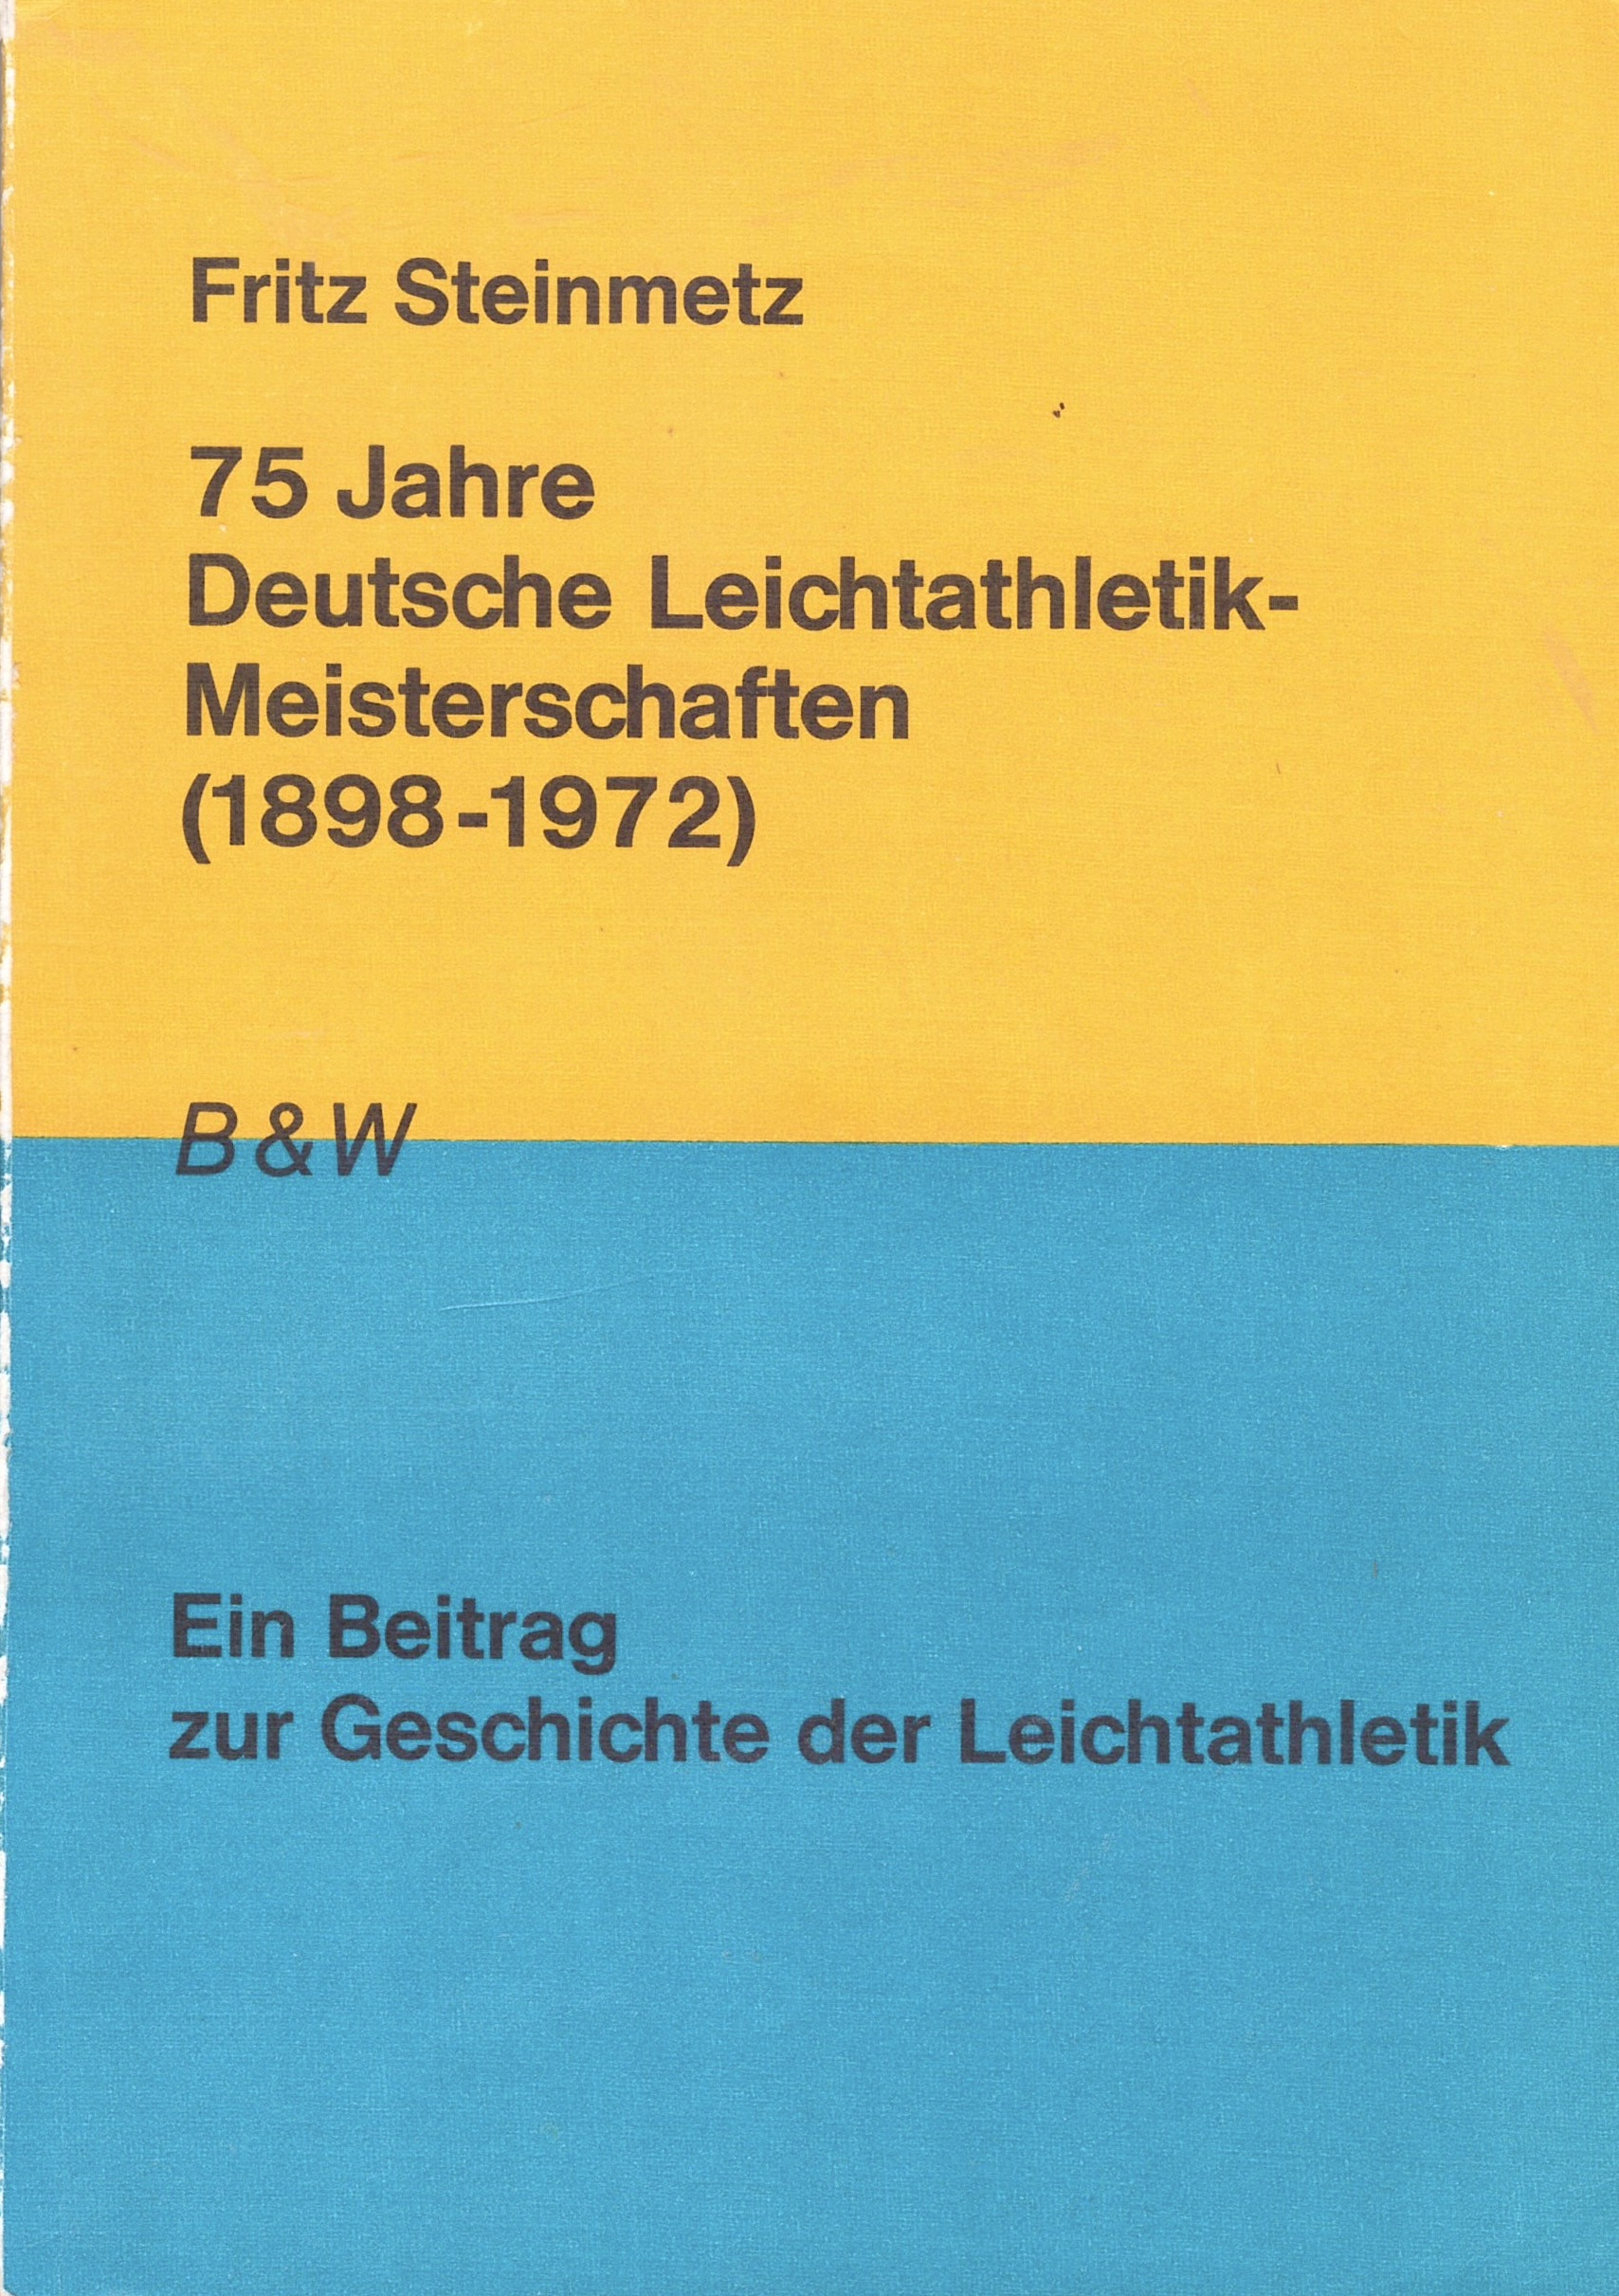 Fritz Steinmetz
75 Jahre
Deutsche Leichtathletik-
Meisterschaften
(1898-1972)
B&W
Ein Beitrag
zur Geschichte der Leichtathletik